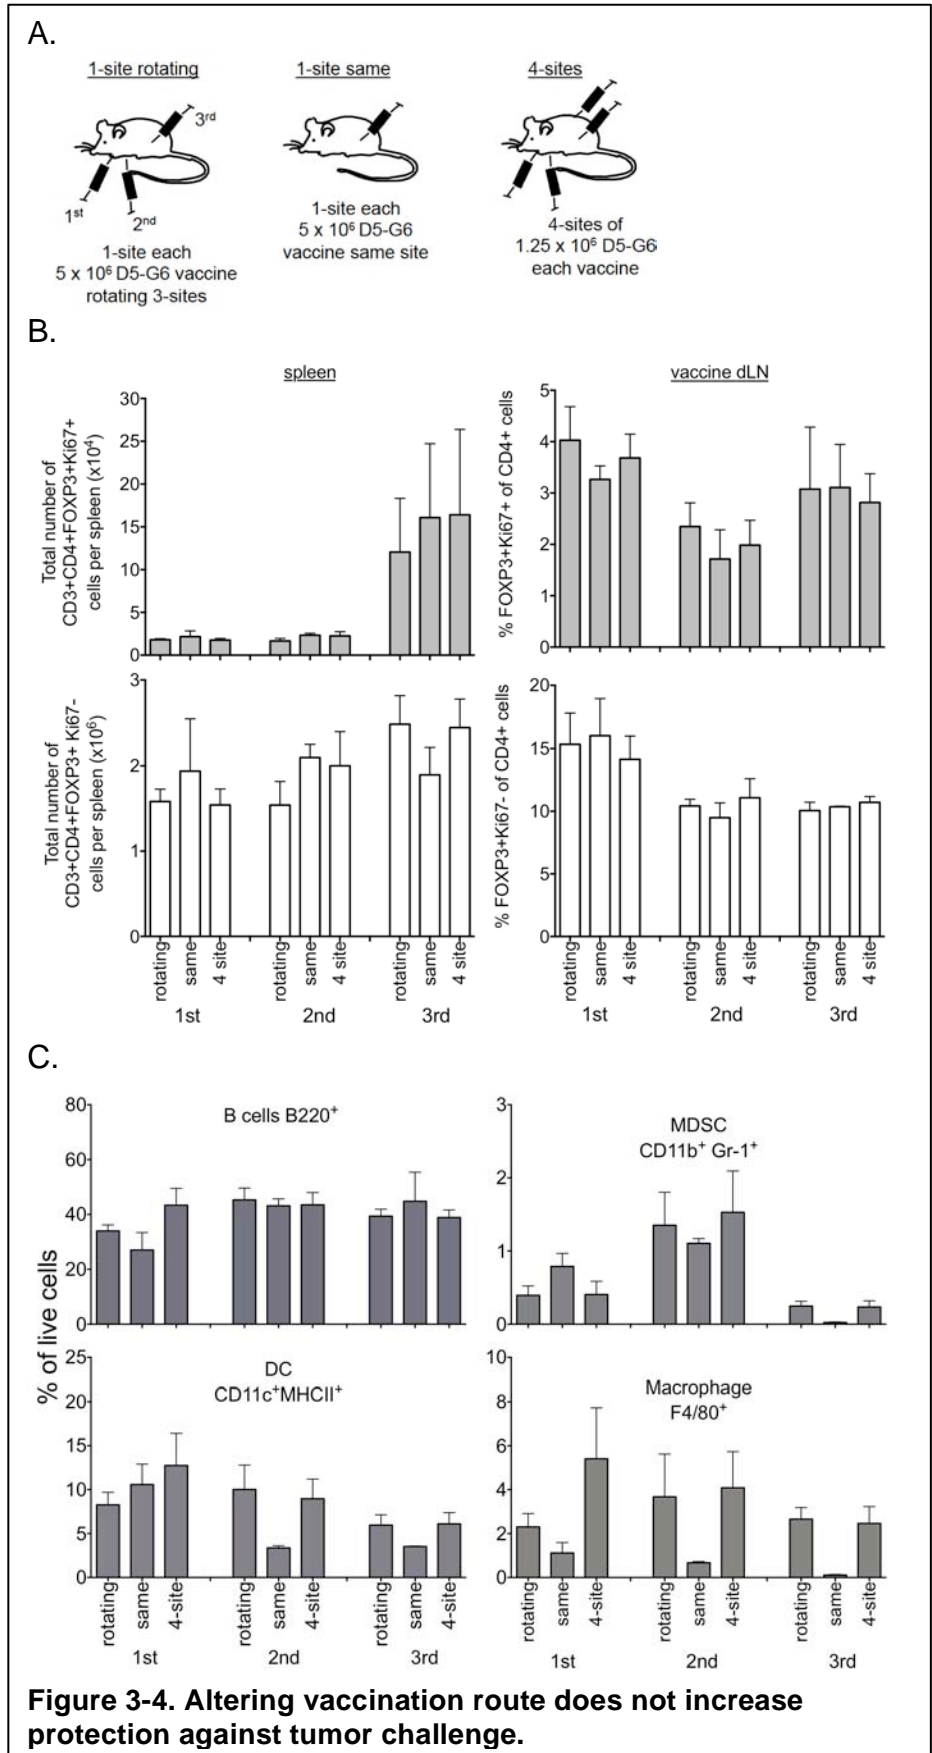 A.
1-site rotating
1-site same
4-sites
3rd
1st
2nd
1-site each
5 x 10⁶ D5-G6 vaccine
rotating 3-sites
1-site each
5 x 10⁶ D5-G6
vaccine same site
4-sites of
1.25 x 10⁶ D5-G6
each vaccine
B.
spleen
vaccine dLN
Total number of
CD3+CD4+FOXP3+Ki67+
cells per spleen (x10⁴)
30
25
20
15
10
5
0
% FOXP3+Ki67+ of CD4+ cells
5
4
3
2
1
0
Total number of
CD3+CD4+FOXP3+ Ki67-
cells per spleen (x10⁶)
3
2
1
0
% FOXP3+Ki67- of CD4+ cells
20
15
10
5
0
rotating
same
4 site
rotating
same
4 site
rotating
same
4 site
1st
2nd
3rd
rotating
same
4 site
rotating
same
4 site
rotating
same
4 site
1st
2nd
3rd
C.
% of live cells
B cells B220⁺
80
60
40
20
0
MDSC
CD11b⁺ Gr-1⁺
3
2
1
0
DC
CD11c⁺MHCII⁺
25
20
15
10
5
0
Macrophage
F4/80⁺
10
8
6
4
2
0
rotating
same
4-site
rotating
same
4-site
rotating
same
4-site
1st
2nd
3rd
rotating
same
4-site
rotating
same
4-site
rotating
same
4-site
1st
2nd
3rd
Figure 3-4. Altering vaccination route does not increase
protection against tumor challenge.